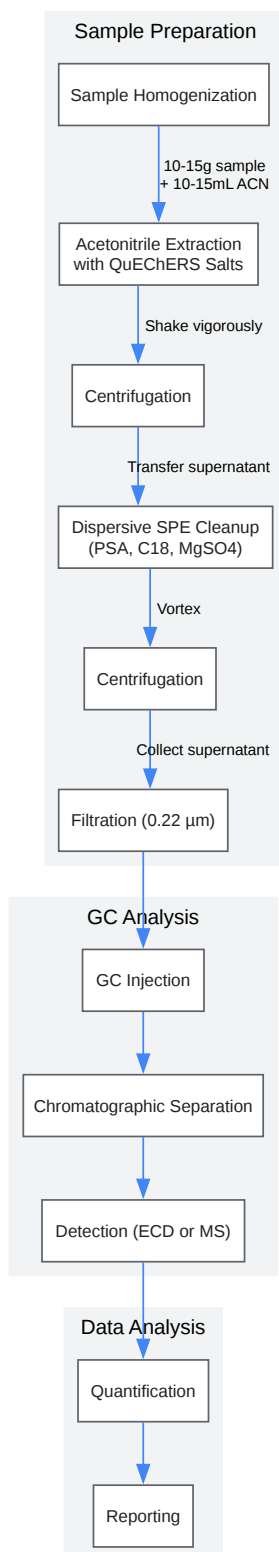 Sample Preparation
Sample Homogenization
10-15g sample
+ 10-15mL ACN
Acetonitrile Extraction
with QuEChERS Salts
Shake vigorously
Centrifugation
Transfer supernatant
Dispersive SPE Cleanup
(PSA, C18, MgSO4)
Vortex
Centrifugation
Collect supernatant
Filtration (0.22 µm)
GC Analysis
GC Injection
Chromatographic Separation
Detection (ECD or MS)
Data Analysis
Quantification
Reporting